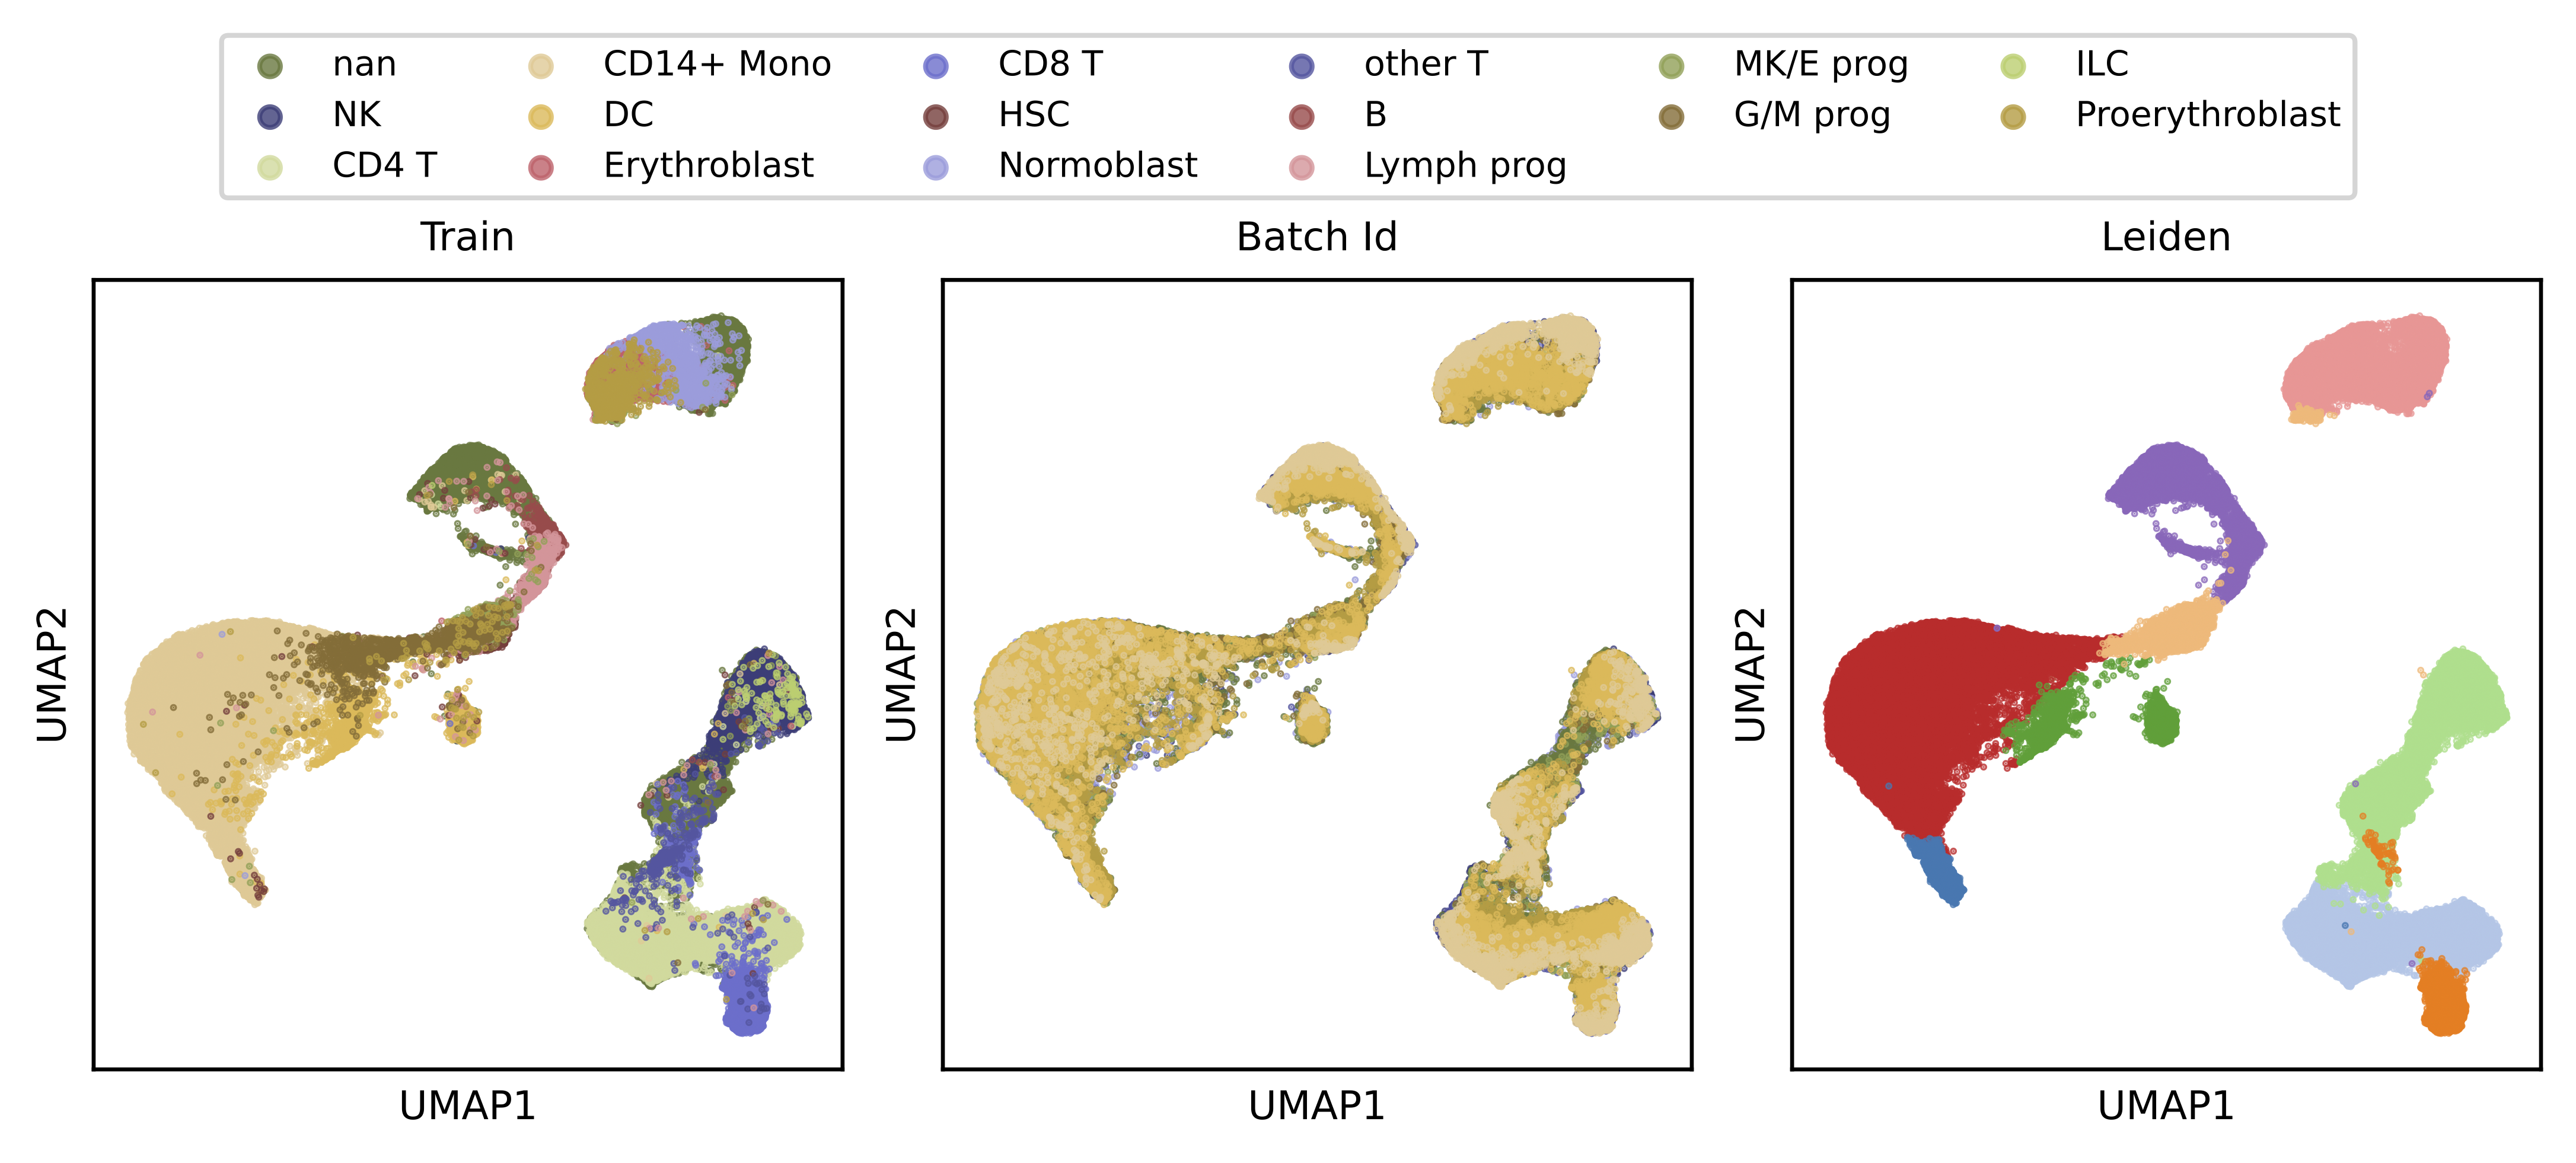 nan CD14+ Mono CD8 T other T MK/E prog ILC
NK DC HSC B G/M prog Proerythroblast
CD4 T Erythroblast Normoblast Lymph prog
Train Batch Id Leiden
UMAP2 UMAP2 UMAP2
UMAP1 UMAP1 UMAP1